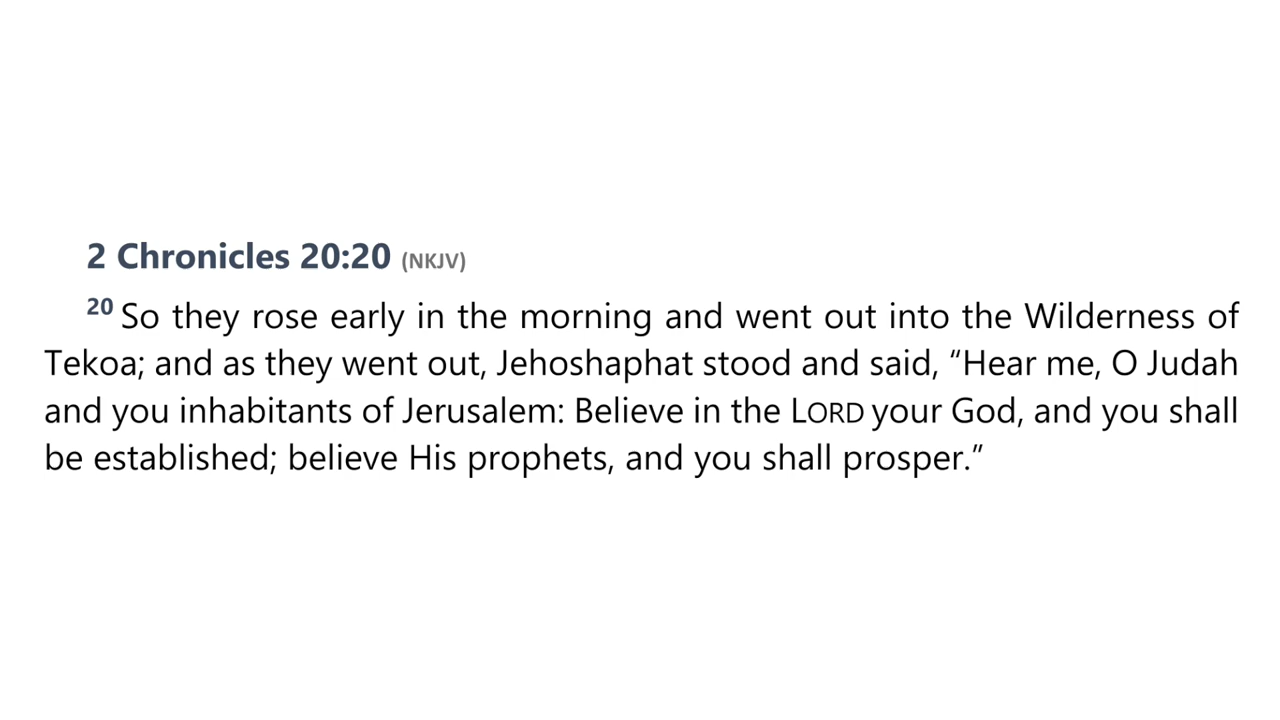 2 Chronicles 20:20 (NKJV)
20 So they rose early in the morning and went out into the Wilderness of
Tekoa; and as they went out, Jehoshaphat stood and said, “Hear me, O Judah
and you inhabitants of Jerusalem: Believe in the LORD your God, and you shall
be established; believe His prophets, and you shall prosper.”